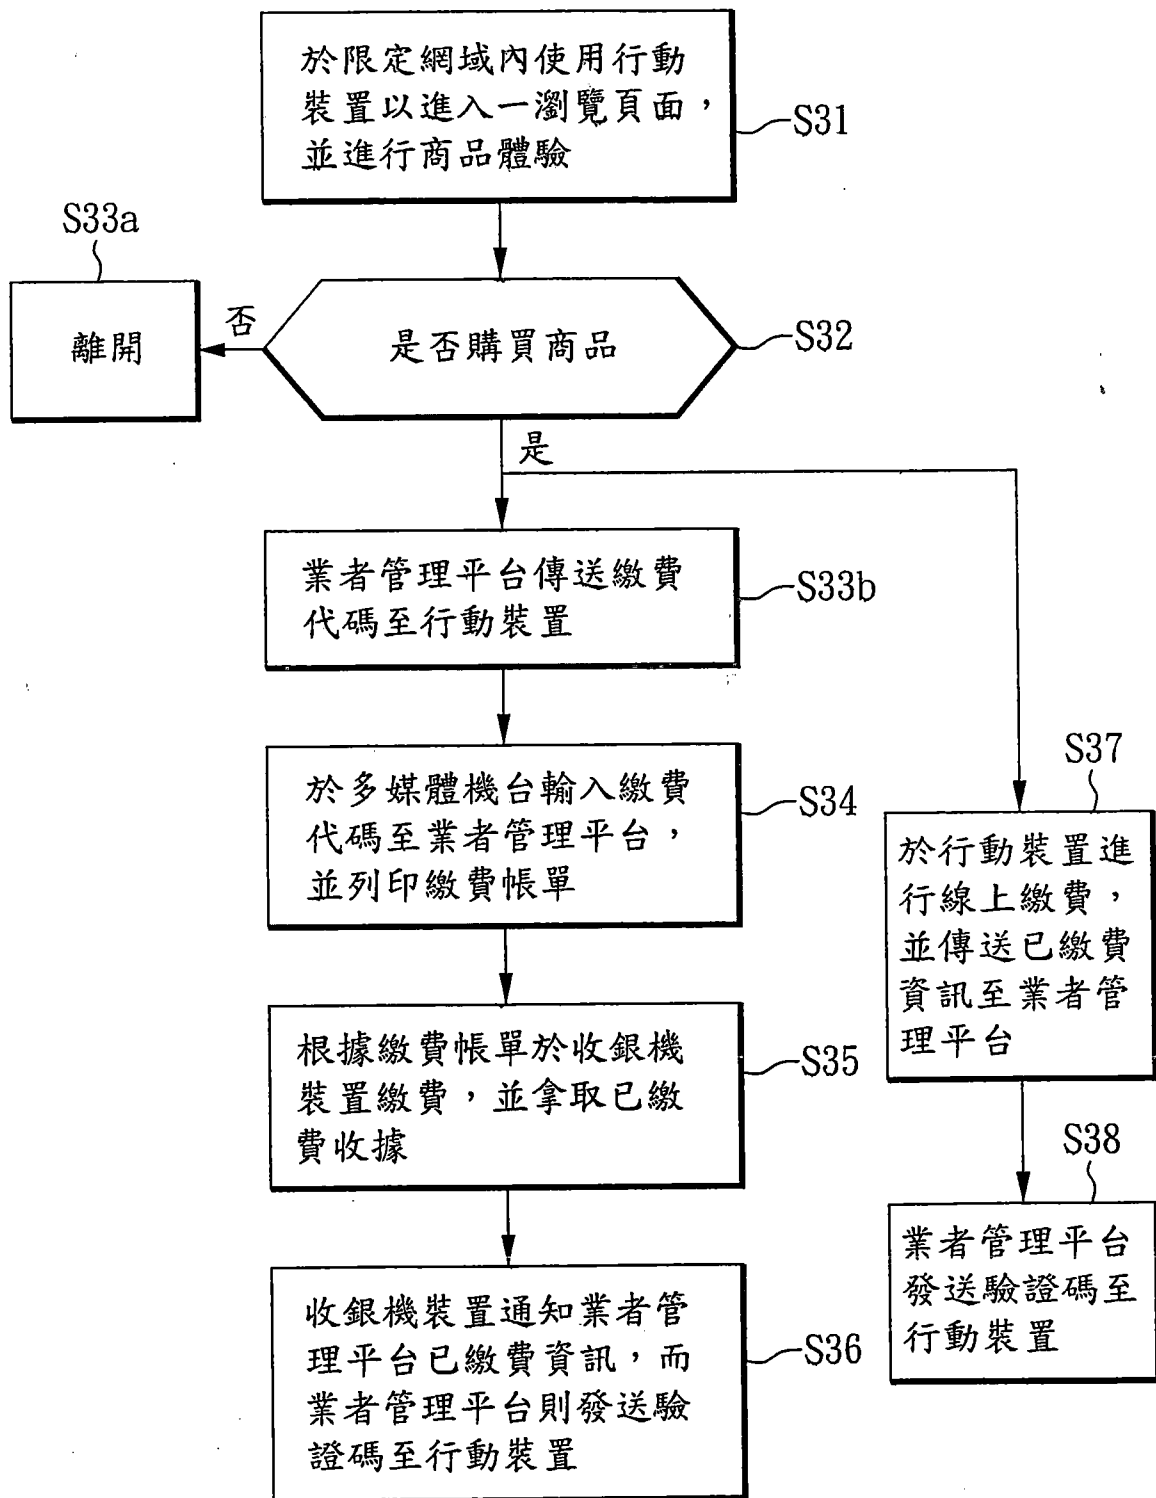 於限定網域內使用行動
裝置以進入一瀏覽頁面，
並進行商品體驗
S31
S33a
離開
否
是否購買商品
S32
是
業者管理平台傳送繳費
代碼至行動裝置
S33b
於多媒體機台輸入繳費
代碼至業者管理平台，
並列印繳費帳單
S34
根據繳費帳單於收銀機
裝置繳費，並拿取已繳
費收據
S35
收銀機裝置通知業者管
理平台已繳費資訊，而
業者管理平台則發送驗
證碼至行動裝置
S36
S37
於行動裝置進
行線上繳費，
並傳送已繳費
資訊至業者管
理平台
S38
業者管理平台
發送驗證碼至
行動裝置